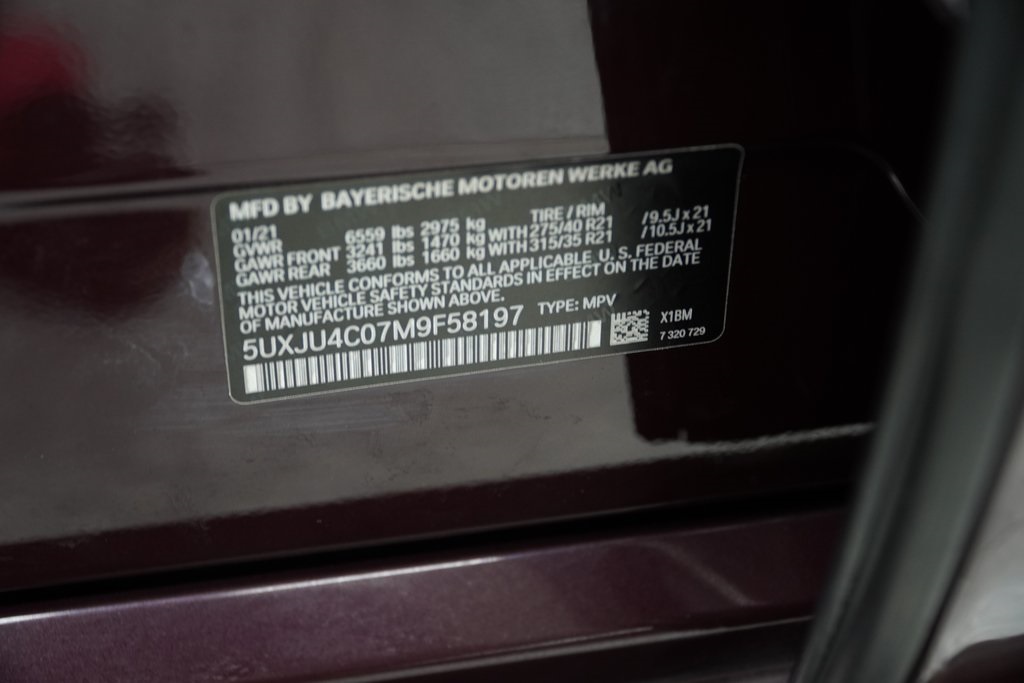 MFD BY BAYERISCHE MOTOREN WERKE AG
01/21 TIRE / RIM
GVWR 6559 lbs 2975 kg
GAWR FRONT 3241 lbs 1470 kg WITH 275/40 R21 /9.5J x 21
GAWR REAR 3660 lbs 1660 kg WITH 315/35 R21 /10.5J x 21
THIS VEHICLE CONFORMS TO ALL APPLICABLE U.S. FEDERAL
MOTOR VEHICLE SAFETY STANDARDS IN EFFECT ON THE DATE
OF MANUFACTURE SHOWN ABOVE.
5UXJU4C07M9F58197 TYPE: MPV
X1BM
7 320 729